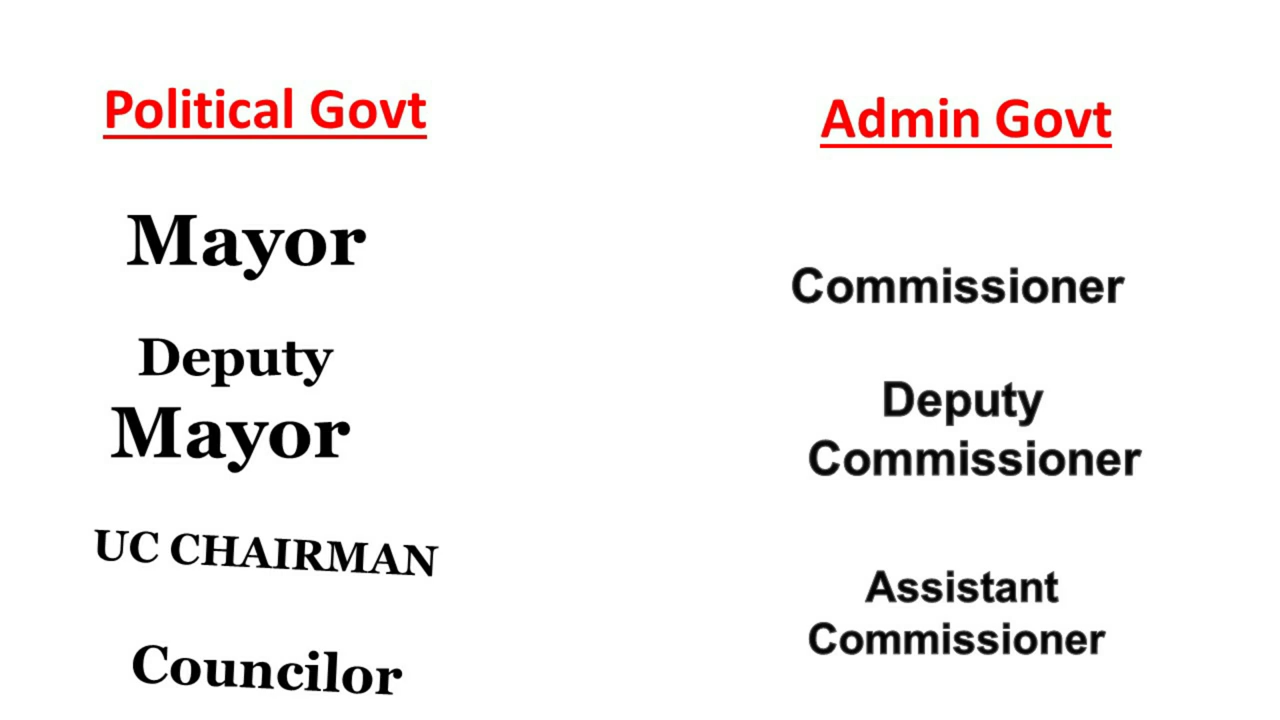 Political Govt
Mayor
Deputy
Mayor
UC CHAIRMAN
Councilor
Admin Govt
Commissioner
Deputy
Commissioner
Assistant
Commissioner